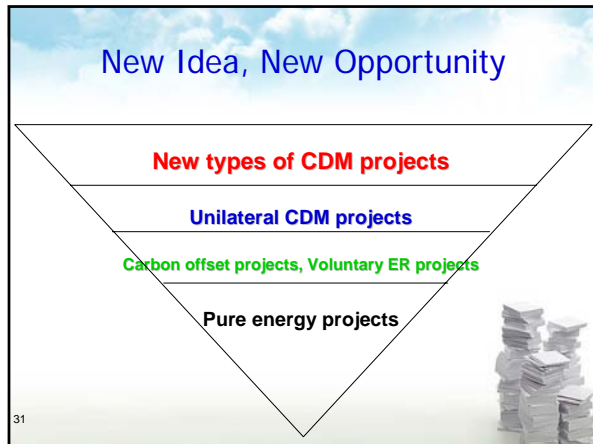 New Idea, New Opportunity
New types of CDM projects
Unilateral CDM projects
Carbon offset projects, Voluntary ER projects
Pure energy projects
31